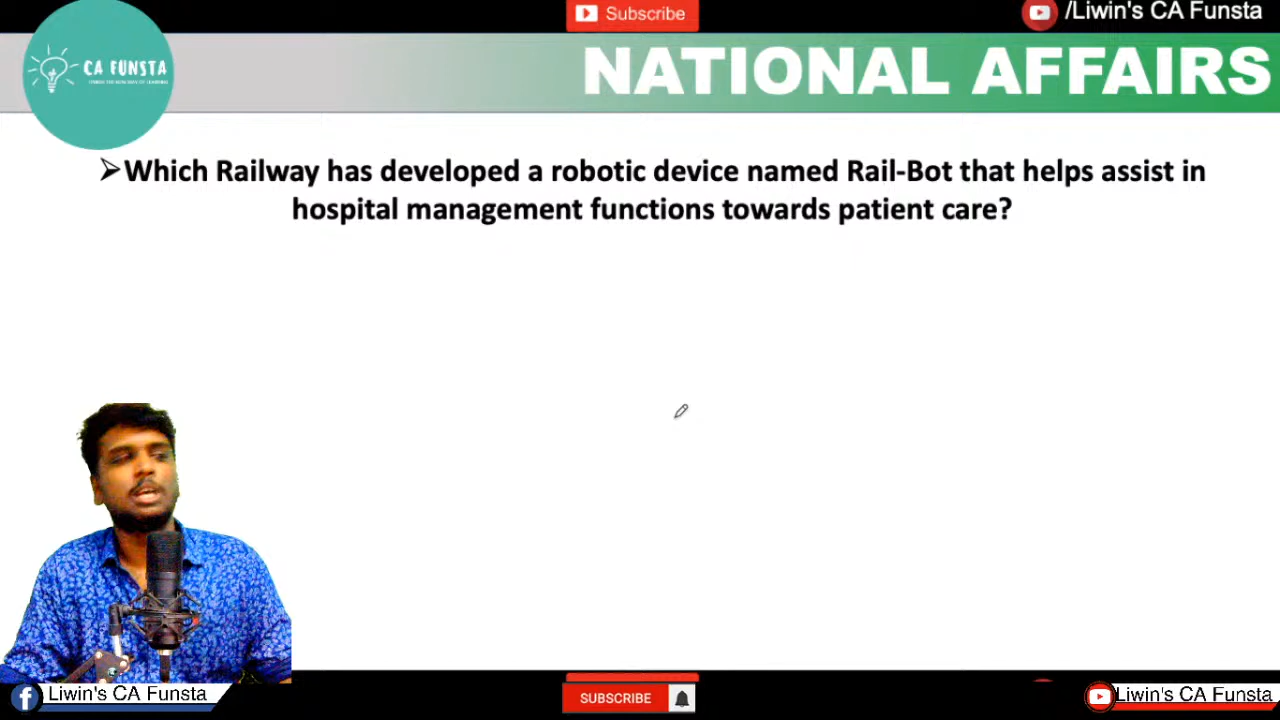 Subscribe
/Liwin's CA Funsta
CA FUNSTA
NATIONAL AFFAIRS
➢Which Railway has developed a robotic device named Rail-Bot that helps assist in
hospital management functions towards patient care?
Liwin's CA Funsta
SUBSCRIBE
Liwin's CA Funsta